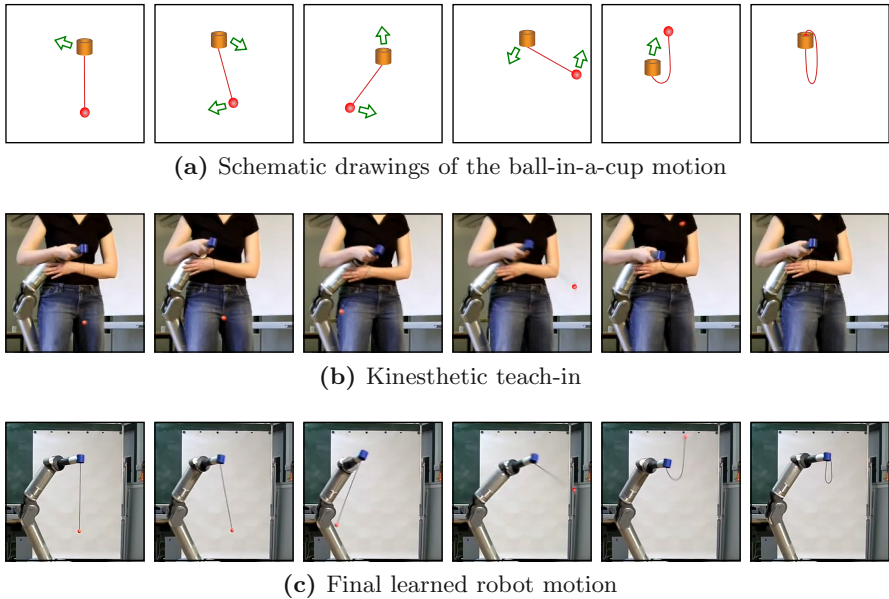 (a) Schematic drawings of the ball-in-a-cup motion
(b) Kinesthetic teach-in
(c) Final learned robot motion